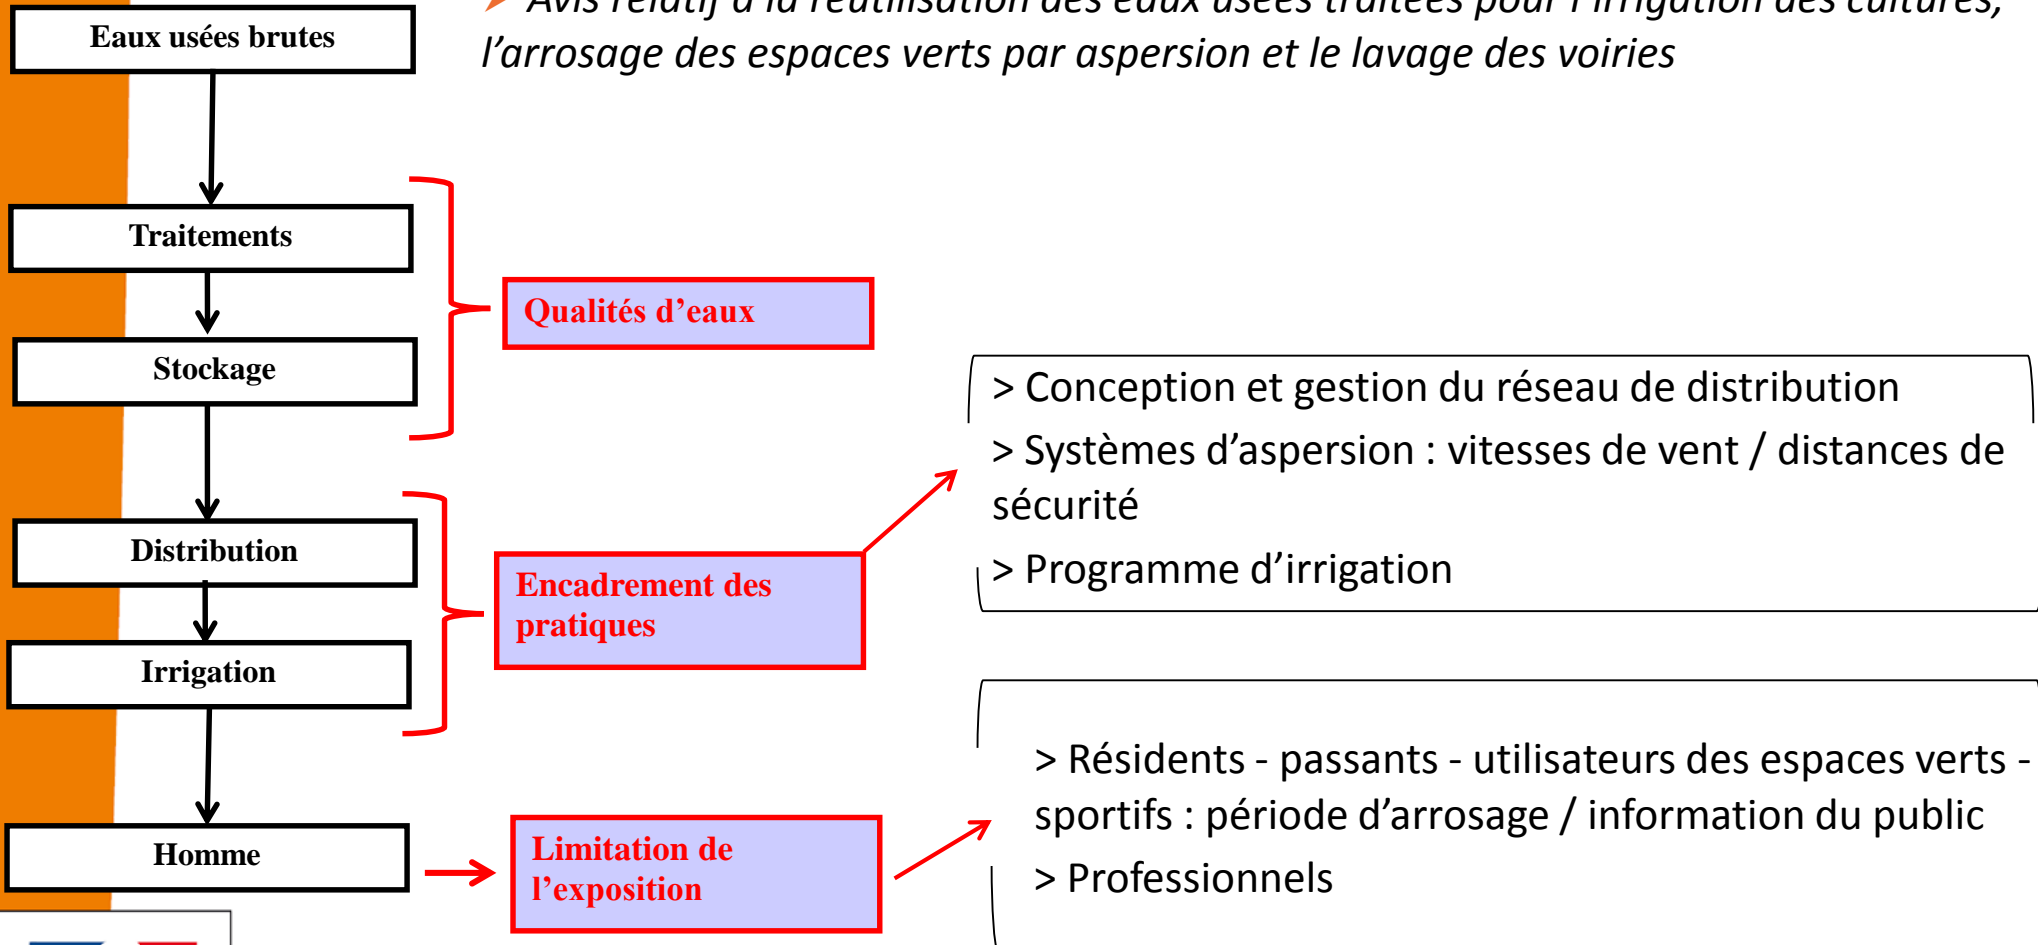 ➢ Avis relatif à la réutilisation des eaux usées traitées pour l'irrigation des cultures,
l'arrosage des espaces verts par aspersion et le lavage des voiries
Eaux usées brutes
Traitements
Stockage
Qualités d'eaux
Distribution
Irrigation
Encadrement des
pratiques
> Conception et gestion du réseau de distribution
> Systèmes d'aspersion : vitesses de vent / distances de
sécurité
> Programme d'irrigation
Homme
Limitation de
l'exposition
> Résidents - passants - utilisateurs des espaces verts -
sportifs : période d'arrosage / information du public
> Professionnels